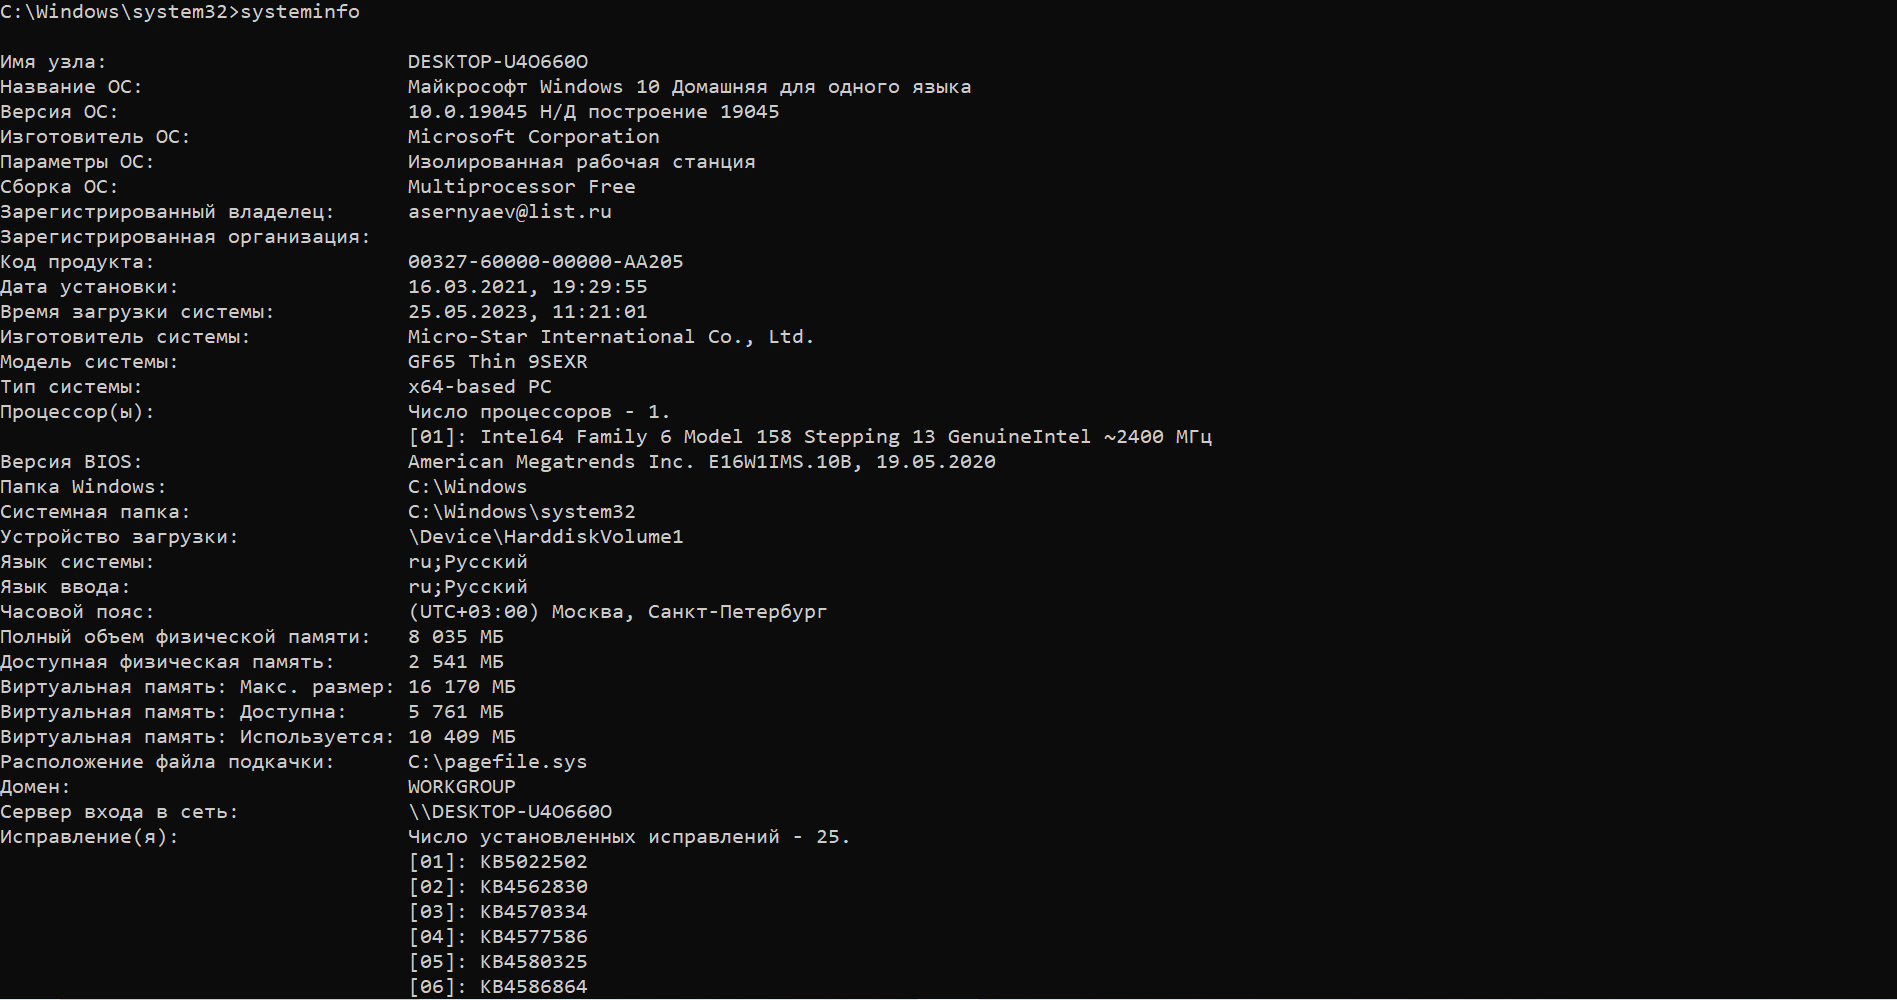 C:\Windows\system32>systeminfo
Имя узла: DESKTOP-U4O660O
Название ОС: Майкрософт Windows 10 Домашняя для одного языка
Версия ОС: 10.0.19045 Н/Д построение 19045
Изготовитель ОС: Microsoft Corporation
Параметры ОС: Изолированная рабочая станция
Сборка ОС: Multiprocessor Free
Зарегистрированный владелец: asernyaev@list.ru
Зарегистрированная организация:
Код продукта: 00327-60000-00000-AA205
Дата установки: 16.03.2021, 19:29:55
Время загрузки системы: 25.05.2023, 11:21:01
Изготовитель системы: Micro-Star International Co., Ltd.
Модель системы: GF65 Thin 9SEXR
Тип системы: x64-based PC
Процессор(ы): Число процессоров - 1.
[01]: Intel64 Family 6 Model 158 Stepping 13 GenuineIntel ~2400 МГц
Версия BIOS: American Megatrends Inc. E16W1IMS.10B, 19.05.2020
Папка Windows: C:\Windows
Системная папка: C:\Windows\system32
Устройство загрузки: \Device\HarddiskVolume1
Язык системы: ru;Русский
Язык ввода: ru;Русский
Часовой пояс: (UTC+03:00) Москва, Санкт-Петербург
Полный объем физической памяти: 8 035 МБ
Доступная физическая память: 2 541 МБ
Виртуальная память: Макс. размер: 16 170 МБ
Виртуальная память: Доступна: 5 761 МБ
Виртуальная память: Используется: 10 409 МБ
Расположение файла подкачки: C:\pagefile.sys
Домен: WORKGROUP
Сервер входа в сеть: \\DESKTOP-U4O660O
Исправление(я): Число установленных исправлений - 25.
[01]: KB5022502
[02]: KB4562830
[03]: KB4570334
[04]: KB4577586
[05]: KB4580325
[06]: KB4586864